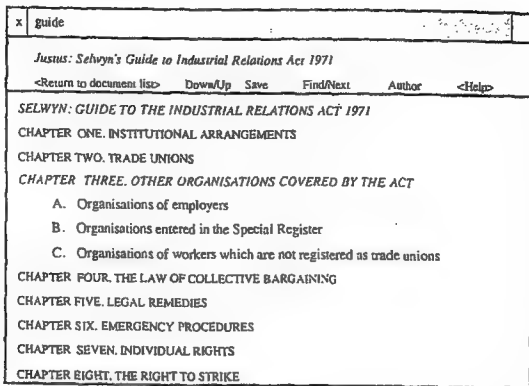 x guide
Justus: Selwyn's Guide to Industrial Relations Act 1971
<Return to document list> Down/Up Save Find/Next Author <Help>
SELWYN: GUIDE TO THE INDUSTRIAL RELATIONS ACT 1971
CHAPTER ONE. INSTITUTIONAL ARRANGEMENTS
CHAPTER TWO. TRADE UNIONS
CHAPTER THREE. OTHER ORGANISATIONS COVERED BY THE ACT
A. Organisations of employers
B. Organisations entered in the Special Register
C. Organisations of workers which are not registered as trade unions
CHAPTER FOUR. THE LAW OF COLLECTIVE BARGAINING
CHAPTER FIVE. LEGAL REMEDIES
CHAPTER SIX. EMERGENCY PROCEDURES
CHAPTER SEVEN. INDIVIDUAL RIGHTS
CHAPTER EIGHT. THE RIGHT TO STRIKE